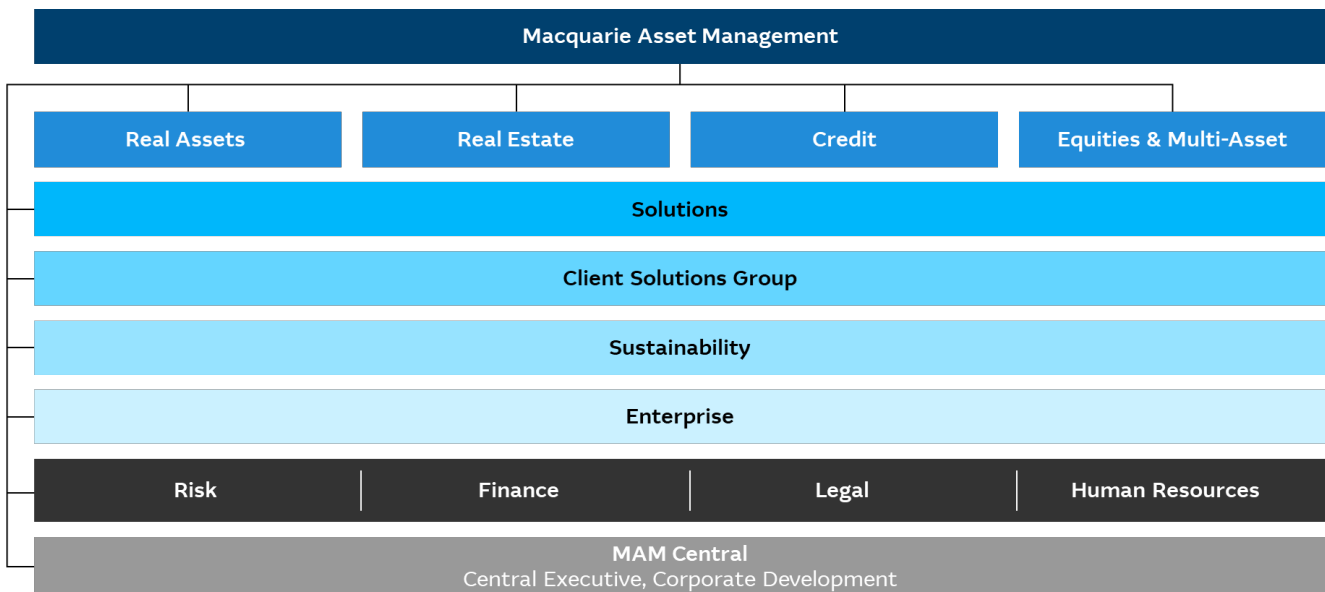 Macquarie Asset Management
Real Assets
Real Estate
Credit
Equities & Multi-Asset
Solutions
Client Solutions Group
Sustainability
Enterprise
Risk
Finance
Legal
Human Resources
MAM Central
Central Executive, Corporate Development